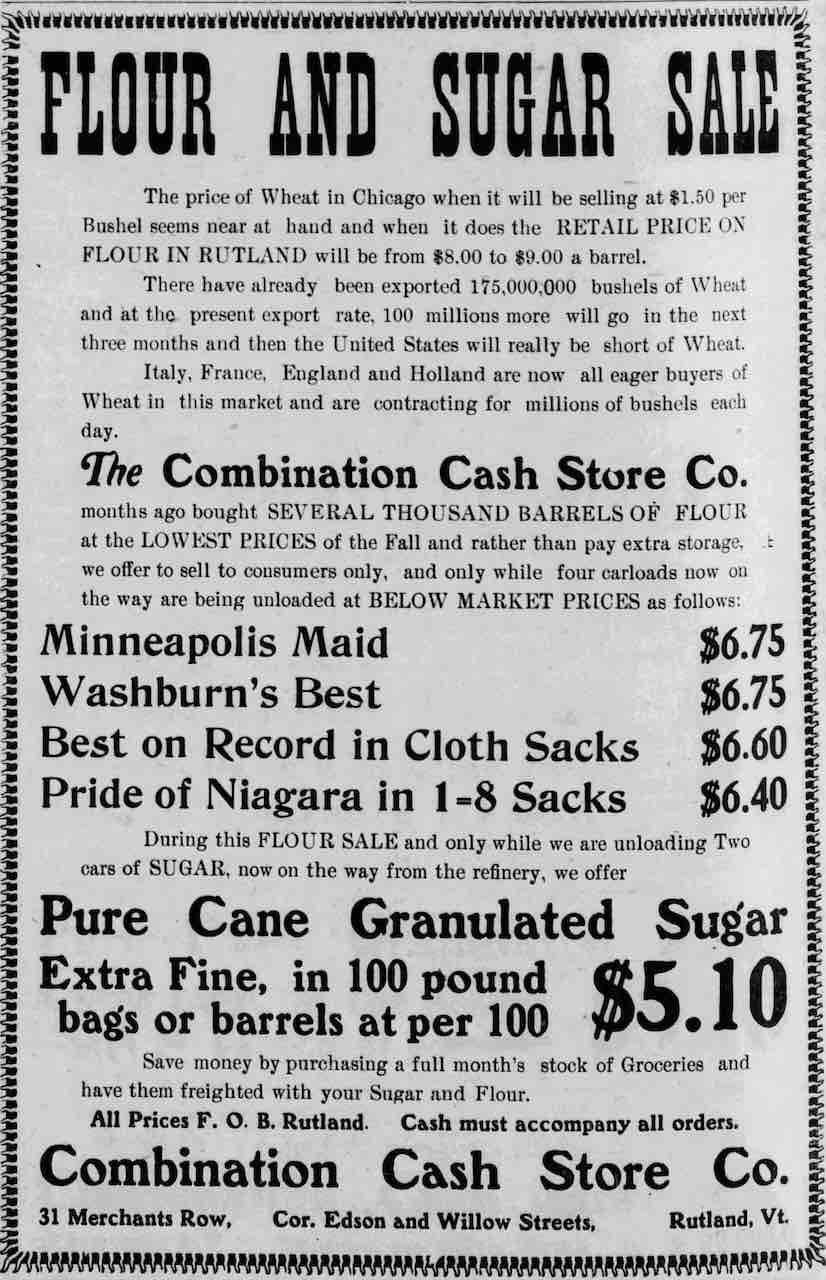 FLOUR AND SUGAR SALE
The price of Wheat in Chicago when it will be selling at $1.50 per
Bushel seems near at hand and when it does the RETAIL PRICE ON
FLOUR IN RUTLAND will be from $8.00 to $9.00 a barrel.
There have already been exported 175,000,000 bushels of Wheat
and at the present export rate, 100 millions more will go in the next
three months and then the United States will really be short of Wheat.
Italy, France, England and Holland are now all eager buyers of
Wheat in this market and are contracting for millions of bushels each
day.
The Combination Cash Store Co.
months ago bought SEVERAL THOUSAND BARRELS OF FLOUR
at the LOWEST PRICES of the Fall and rather than pay extra storage,
we offer to sell to consumers only, and only while four carloads now on
the way are being unloaded at BELOW MARKET PRICES as follows:
Minneapolis Maid $6.75
Washburn's Best $6.75
Best on Record in Cloth Sacks $6.60
Pride of Niagara in 1-8 Sacks $6.40
During this FLOUR SALE and only while we are unloading Two
cars of SUGAR, now on the way from the refinery, we offer
Pure Cane Granulated Sugar
Extra Fine, in 100 pound
bags or barrels at per 100 $5.10
Save money by purchasing a full month's stock of Groceries and
have them freighted with your Sugar and Flour.
All Prices F. O. B. Rutland. Cash must accompany all orders.
Combination Cash Store Co.
31 Merchants Row, Cor. Edson and Willow Streets, Rutland, Vt.